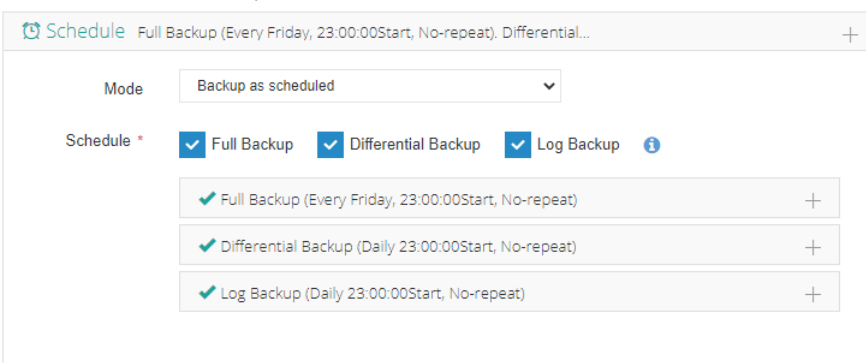 Schedule Full Backup (Every Friday, 23:00:00Start, No-repeat). Differential...
Mode Backup as scheduled
Schedule * Full Backup Differential Backup Log Backup
Full Backup (Every Friday, 23:00:00Start, No-repeat)
Differential Backup (Daily 23:00:00Start, No-repeat)
Log Backup (Daily 23:00:00Start, No-repeat)